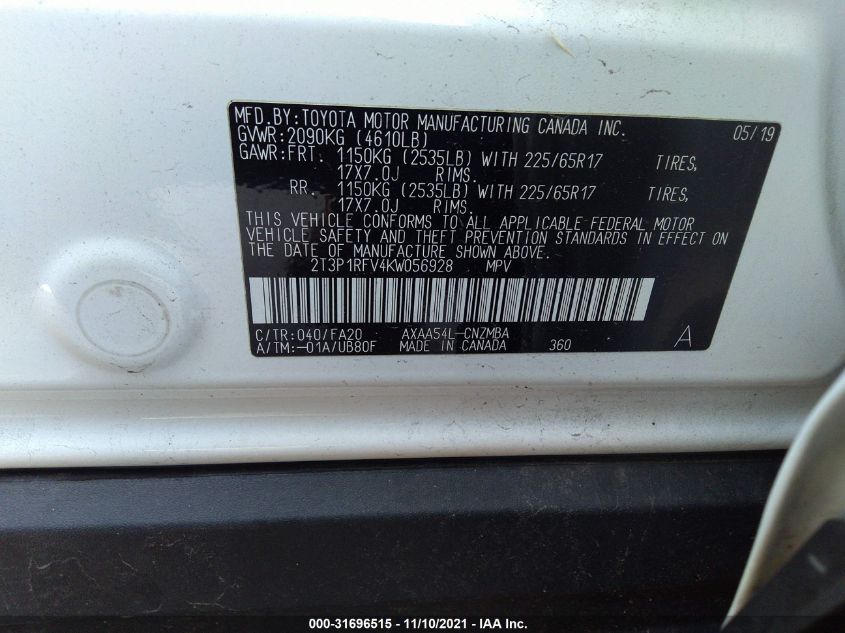 MFD.BY:TOYOTA MOTOR MANUFACTURING CANADA INC. 05/19
GVWR:2090KG (4610LB)
GAWR:FRT. 1150KG (2535LB) WITH 225/65R17 TIRES,
17X7.0J RIMS.
RR. 1150KG (2535LB) WITH 225/65R17 TIRES,
17X7.0J RIMS.
THIS VEHICLE CONFORMS TO ALL APPLICABLE FEDERAL MOTOR
VEHICLE SAFETY AND THEFT PREVENTION STANDARDS IN EFFECT ON
THE DATE OF MANUFACTURE SHOWN ABOVE.
2T3P1RFV4KW056928 MPV
C/TR:040/FA20 AXAA54L-CNZMBA
A/TM:-01A/UB80F MADE IN CANADA 360 A
000-31696515 - 11/10/2021 - IAA Inc.